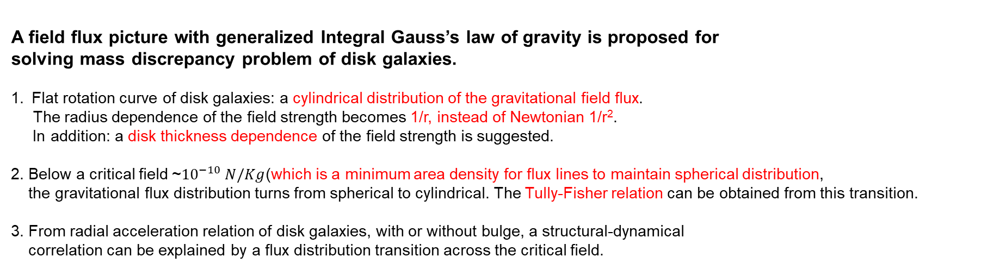 A field flux picture with generalized Integral Gauss’s law of gravity is proposed for
solving mass discrepancy problem of disk galaxies.
1. Flat rotation curve of disk galaxies: a cylindrical distribution of the gravitational field flux.
The radius dependence of the field strength becomes 1/r, instead of Newtonian 1/r².
In addition: a disk thickness dependence of the field strength is suggested.
2. Below a critical field ~10⁻¹⁰ N/Kg(which is a minimum area density for flux lines to maintain spherical distribution,
the gravitational flux distribution turns from spherical to cylindrical. The Tully-Fisher relation can be obtained from this transition.
3. From radial acceleration relation of disk galaxies, with or without bulge, a structural-dynamical
correlation can be explained by a flux distribution transition across the critical field.